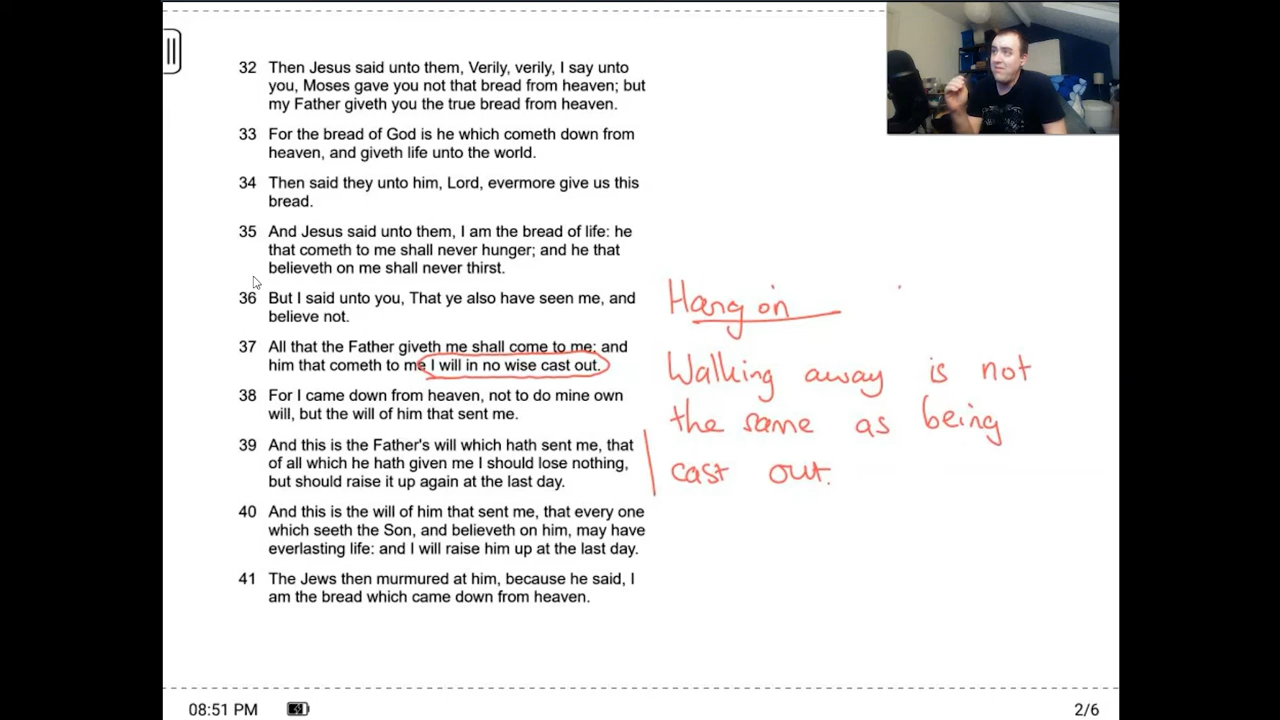 32 Then Jesus said unto them, Verily, verily, I say unto
you, Moses gave you not that bread from heaven; but
my Father giveth you the true bread from heaven.
33 For the bread of God is he which cometh down from
heaven, and giveth life unto the world.
34 Then said they unto him, Lord, evermore give us this
bread.
35 And Jesus said unto them, I am the bread of life: he
that cometh to me shall never hunger; and he that
believeth on me shall never thirst.
36 But I said unto you, That ye also have seen me, and
believe not.
37 All that the Father giveth me shall come to me; and
him that cometh to me I will in no wise cast out.
38 For I came down from heaven, not to do mine own
will, but the will of him that sent me.
39 And this is the Father's will which hath sent me, that
of all which he hath given me I should lose nothing,
but should raise it up again at the last day.
40 And this is the will of him that sent me, that every one
which seeth the Son, and believeth on him, may have
everlasting life: and I will raise him up at the last day.
41 The Jews then murmured at him, because he said, I
am the bread which came down from heaven.
Hang on
Walking away is not
the same as being
cast out.
08:51 PM
2/6